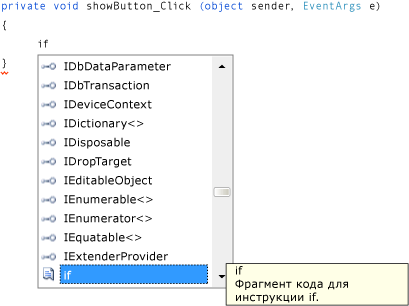 private void showButton_Click (object sender, EventArgs e)
{
if
}
IDbDataParameter
IDbTransaction
IDeviceContext
IDictionary<>
IDisposable
IDropTarget
IEditableObject
IEnumerable<>
IEnumerator<>
IEquatable<>
IExtenderProvider
if
if
Фрагмент кода для
инструкции if.